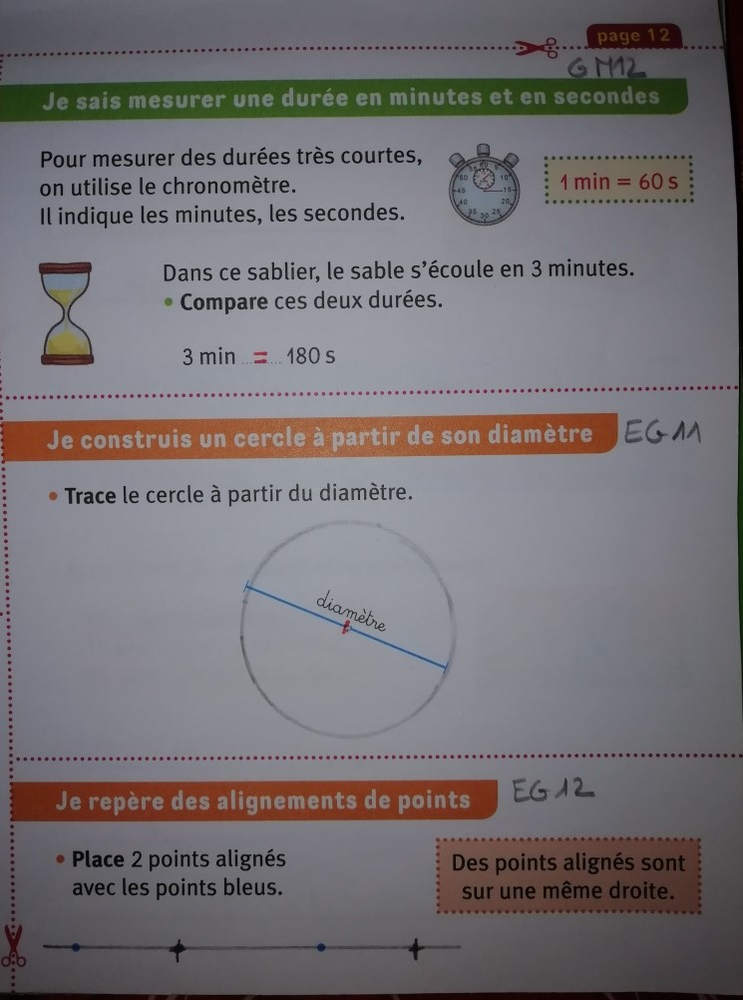 page 12
GM12
Je sais mesurer une durée en minutes et en secondes
Pour mesurer des durées très courtes,
on utilise le chronomètre.
Il indique les minutes, les secondes.
1 min = 60 s
Dans ce sablier, le sable s'écoule en 3 minutes.
• Compare ces deux durées.
3 min ...=... 180 s
Je construis un cercle à partir de son diamètre
EG11
• Trace le cercle à partir du diamètre.
diamètre
Je repère des alignements de points
EG12
• Place 2 points alignés
avec les points bleus.
Des points alignés sont
sur une même droite.